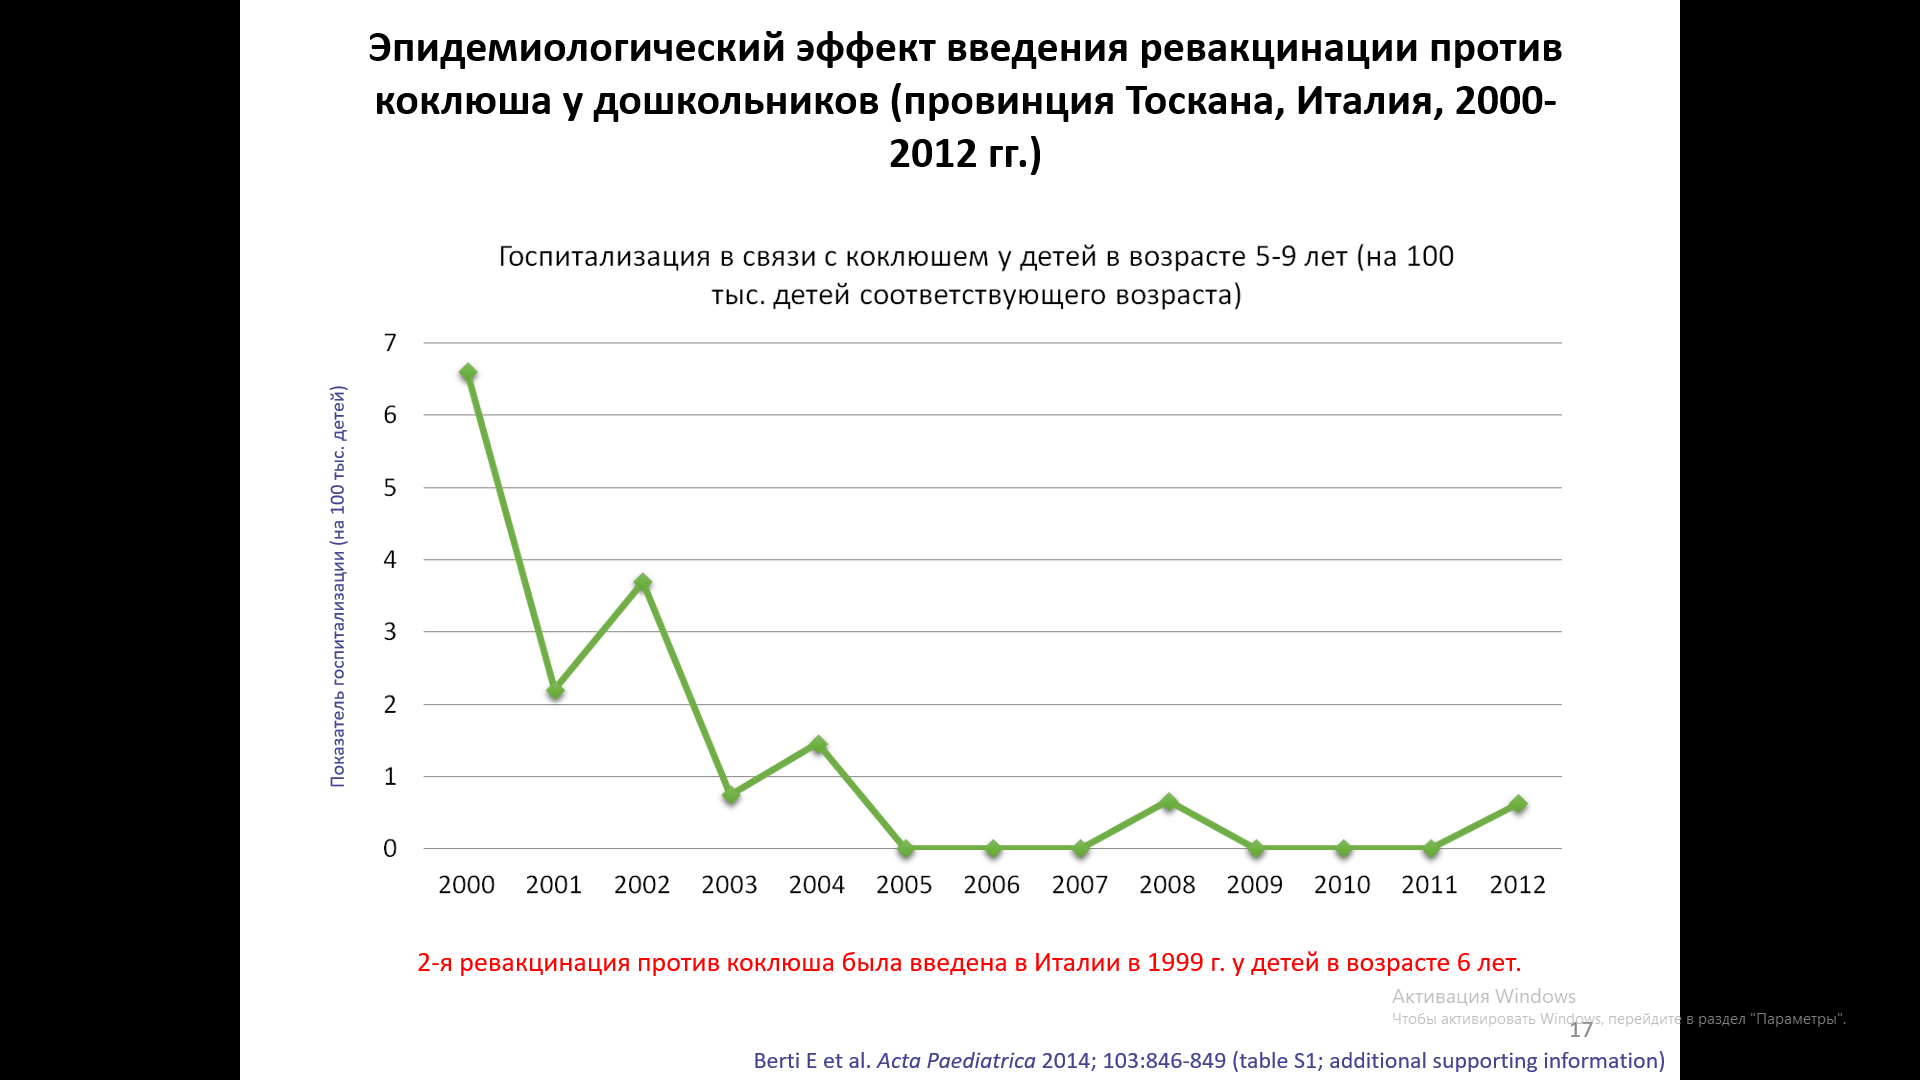 Эпидемиологический эффект введения ревакцинации против
коклюша у дошкольников (провинция Тоскана, Италия, 2000-
2012 гг.)
Госпитализация в связи с коклюшем у детей в возрасте 5-9 лет (на 100
тыс. детей соответствующего возраста)
Показатель госпитализации (на 100 тыс. детей)
7
6
5
4
3
2
1
0
2000 2001 2002 2003 2004 2005 2006 2007 2008 2009 2010 2011 2012
2-я ревакцинация против коклюша была введена в Италии в 1999 г. у детей в возрасте 6 лет.
Активация Windows
Чтобы активировать Windows, перейдите в раздел "Параметры".
17
Berti E et al. Acta Paediatrica 2014; 103:846-849 (table S1; additional supporting information)